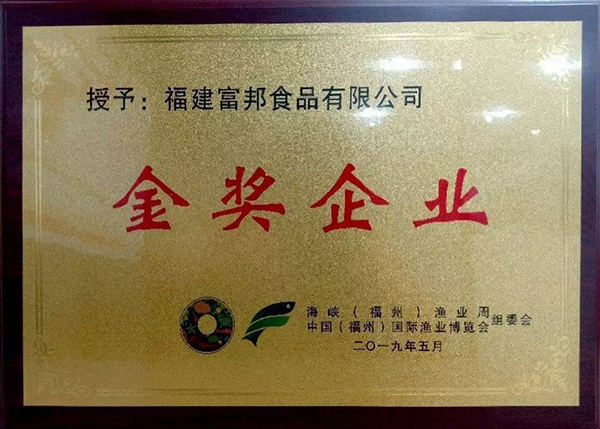 授予：福建富邦食品有限公司
金奖企业
海峡（福州）渔业周
中国（福州）国际渔业博览会 组委会
二〇一九年五月